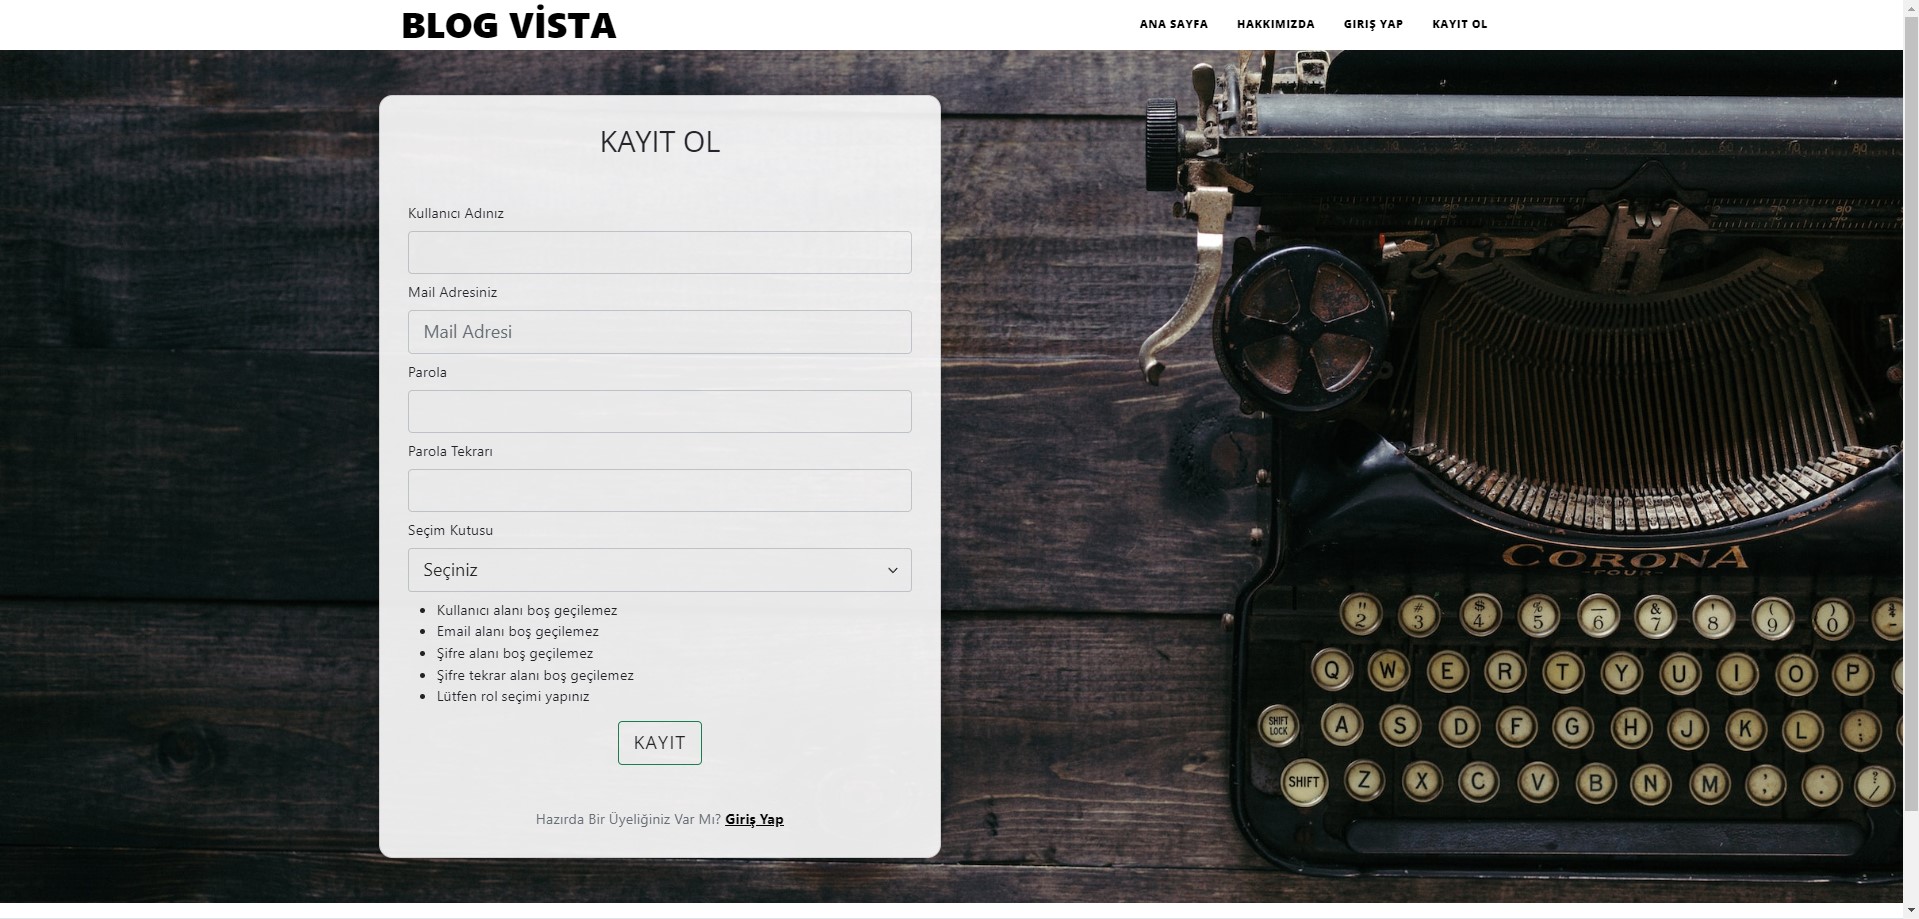 BLOG VİSTA
ANA SAYFA HAKKIMIZDA GIRIŞ YAP KAYIT OL
KAYIT OL
Kullanıcı Adınız
Mail Adresiniz
Mail Adresi
Parola
Parola Tekrarı
Seçim Kutusu
Seçiniz
Kullanıcı alanı boş geçilemez
Email alanı boş geçilemez
Şifre alanı boş geçilemez
Şifre tekrar alanı boş geçilemez
Lütfen rol seçimi yapınız
KAYIT
Hazırda Bir Üyeliğiniz Var Mı? Giriş Yap
CORONA
FOUR
" 2 # 3 $ 4 % 5 _ 6 & 7 ' 8 ( 9 ) 0
Q W E R T Y U I O P
SHIFT LOCK A S D F G H J K L ; :
SHIFT Z X C V B N M , . ? /